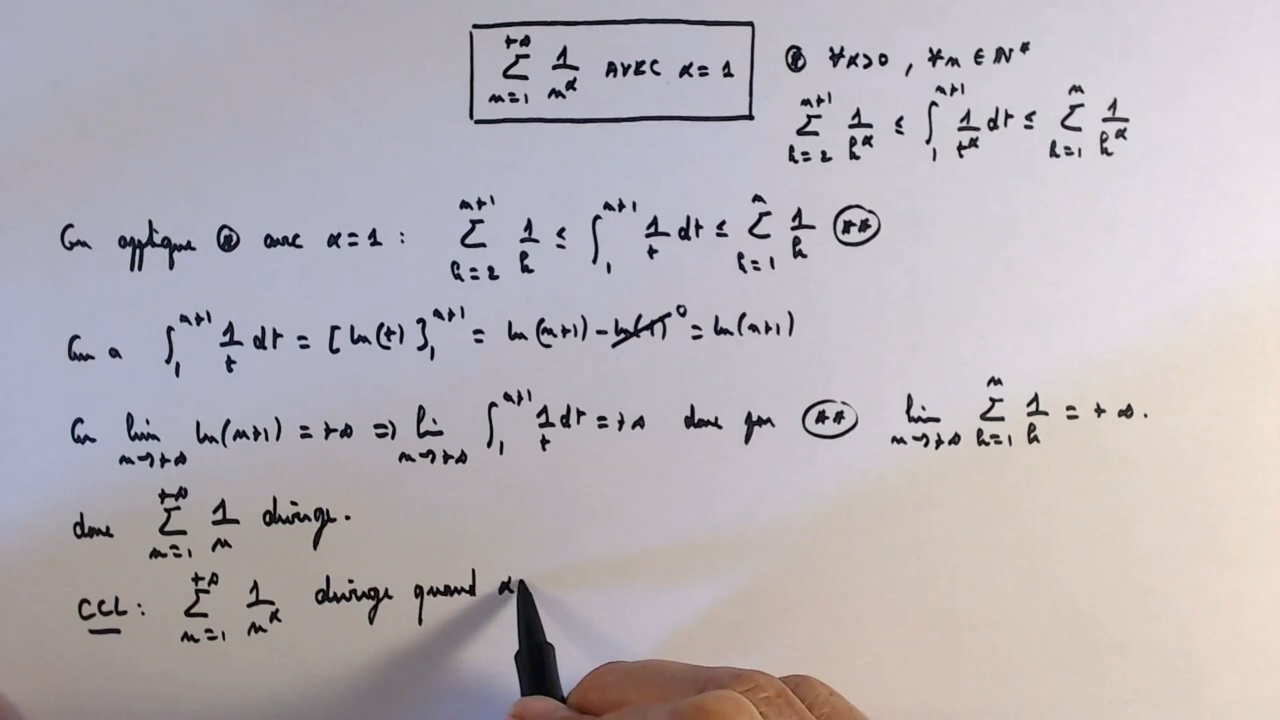 ∑_{n=1}^{+∞} 1/n^α AVEC α = 1
⊛ ∀α>0 , ∀n ∈ ℕ*
∑_{k=2}^{n+1} 1/k^α ≤ ∫_1^{n+1} 1/t^α dt ≤ ∑_{k=1}^{n} 1/k^α
On applique ⊛ avec α = 1 : ∑_{k=2}^{n+1} 1/k ≤ ∫_1^{n+1} 1/t dt ≤ ∑_{k=1}^{n} 1/k (**)
On a ∫_1^{n+1} 1/t dt = [ln(t)]_1^{n+1} = ln(n+1) - ln(1)^0 = ln(n+1)
On lim_{n→+∞} ln(n+1) = +∞ => lim_{n→+∞} ∫_1^{n+1} 1/t dt = +∞ donc par (**) lim_{n→+∞} ∑_{k=1}^{n} 1/k = +∞.
donc ∑_{n=1}^{+∞} 1/n diverge.
CCL : ∑_{n=1}^{+∞} 1/n^α diverge quand α